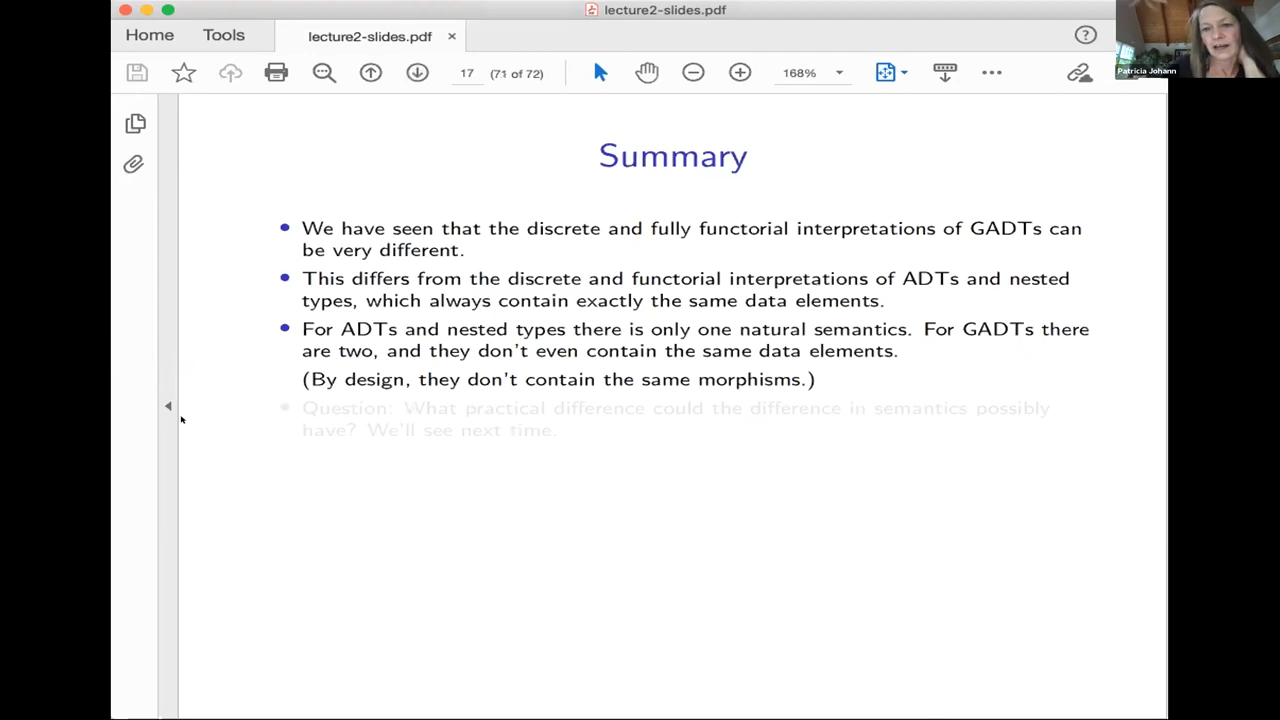 lecture2-slides.pdf
Home
Tools
lecture2-slides.pdf
17
(71 of 72)
168%
Patricia Johann
Summary
• We have seen that the discrete and fully functorial interpretations of GADTs can
be very different.
• This differs from the discrete and functorial interpretations of ADTs and nested
types, which always contain exactly the same data elements.
• For ADTs and nested types there is only one natural semantics. For GADTs there
are two, and they don't even contain the same data elements.
(By design, they don't contain the same morphisms.)
• Question: What practical difference could the difference in semantics possibly
have? We'll see next time.